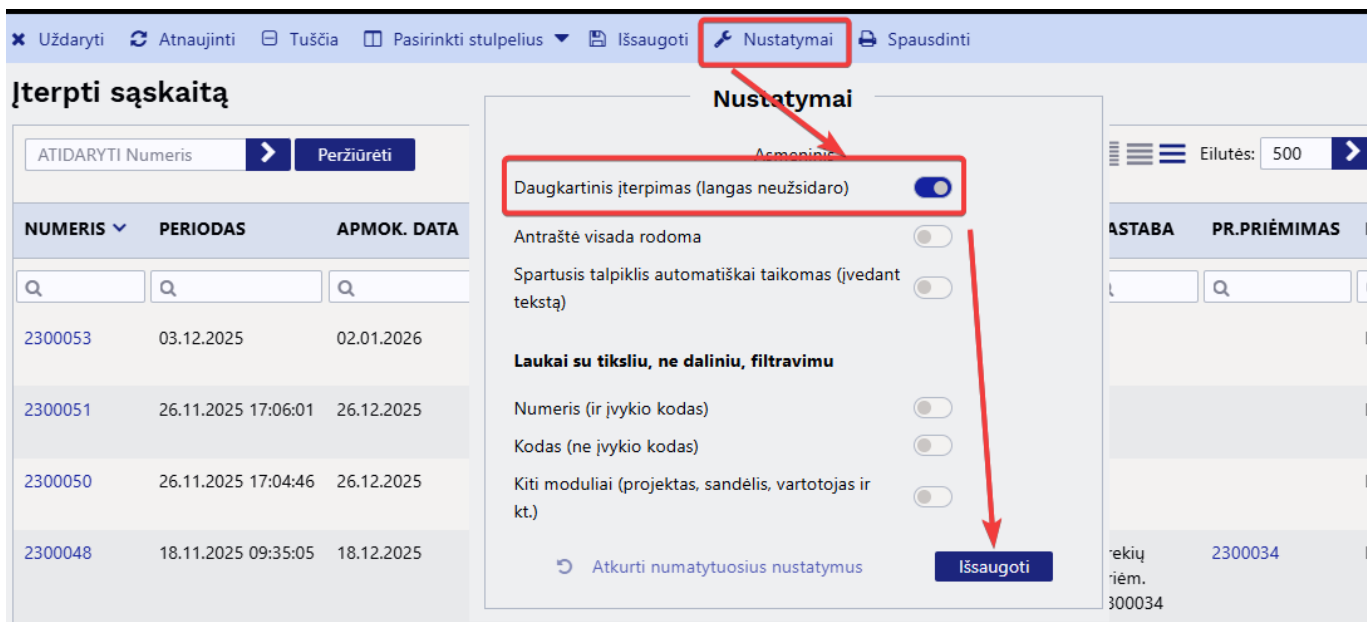 Uždaryti Atnaujinti Tuščia Pasirinkti stulpelius Išsaugoti Nustatymai Spausdinti
Įterpti sąskaitą
Nustatymai
ATIDARYTI Numeris Peržiūrėti
Asmeninis
Eilutės: 500
Daugkartinis įterpimas (langas neužsidaro)
NUMERIS PERIODAS APMOK. DATA
ASTABA PR.PRIĖMIMAS
Antraštė visada rodoma
Spartusis talpiklis automatiškai taikomas (įvedant
tekstą)
2300053 03.12.2025 02.01.2026
Laukai su tiksliu, ne daliniu, filtravimu
2300051 26.11.2025 17:06:01 26.12.2025
Numeris (ir įvykio kodas)
Kodas (ne įvykio kodas)
2300050 26.11.2025 17:04:46 26.12.2025
Kiti moduliai (projektas, sandėlis, vartotojas ir
kt.)
2300048 18.11.2025 09:35:05 18.12.2025
Atkurti numatytuosius nustatymus Išsaugoti
rekių 2300034
riėm.
300034